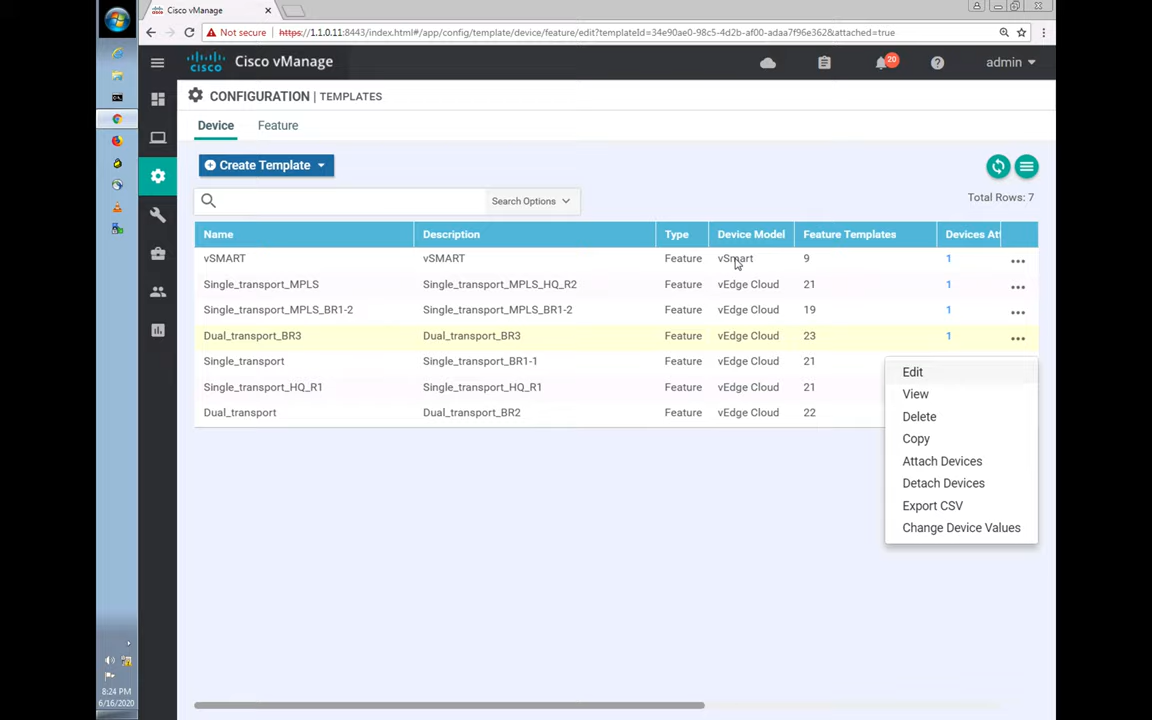 Cisco vManage
Not secure https://1.1.0.11:8443/index.html#/app/config/template/device/feature/edit?templateId=34e90ae0-98c5-4d2b-af00-adaa7f96e362&attached=true
CISCO Cisco vManage 20 admin
CONFIGURATION | TEMPLATES
Device Feature
Create Template
Search Options Total Rows: 7
Name Description Type Device Model Feature Templates Devices Att
vSMART vSMART Feature vSmart 9 1 ...
Single_transport_MPLS Single_transport_MPLS_HQ_R2 Feature vEdge Cloud 21 1 ...
Single_transport_MPLS_BR1-2 Single_transport_MPLS_BR1-2 Feature vEdge Cloud 19 1 ...
Dual_transport_BR3 Dual_transport_BR3 Feature vEdge Cloud 23 1 ...
Single_transport Single_transport_BR1-1 Feature vEdge Cloud 21
Single_transport_HQ_R1 Single_transport_HQ_R1 Feature vEdge Cloud 21
Dual_transport Dual_transport_BR2 Feature vEdge Cloud 22
Edit
View
Delete
Copy
Attach Devices
Detach Devices
Export CSV
Change Device Values
8:24 PM
6/16/2020